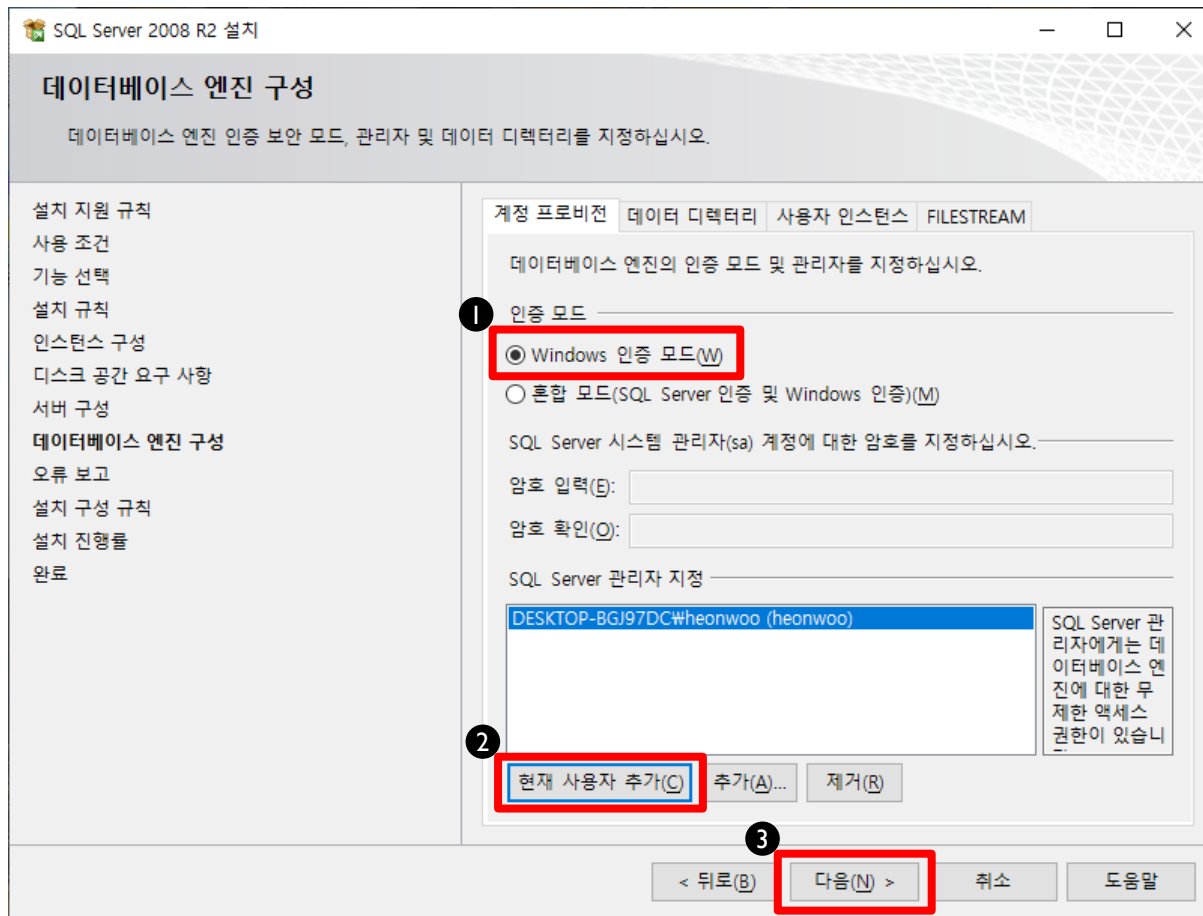 SQL Server 2008 R2 설치
데이터베이스 엔진 구성
데이터베이스 엔진 인증 보안 모드, 관리자 및 데이터 디렉터리를 지정하십시오.
설치 지원 규칙
사용 조건
기능 선택
설치 규칙
인스턴스 구성
디스크 공간 요구 사항
서버 구성
데이터베이스 엔진 구성
오류 보고
설치 구성 규칙
설치 진행률
완료
계정 프로비전 데이터 디렉터리 사용자 인스턴스 FILESTREAM
데이터베이스 엔진의 인증 모드 및 관리자를 지정하십시오.
1
인증 모드
Windows 인증 모드(W)
혼합 모드(SQL Server 인증 및 Windows 인증)(M)
SQL Server 시스템 관리자(sa) 계정에 대한 암호를 지정하십시오.
암호 입력(E):
암호 확인(O):
SQL Server 관리자 지정
DESKTOP-BGJ97DC₩heonwoo (heonwoo)
SQL Server 관
리자에게는 데
이터베이스 엔
진에 대한 무
제한 액세스
권한이 있습니
2
현재 사용자 추가(C) 추가(A)... 제거(R)
3
< 뒤로(B) 다음(N) > 취소 도움말